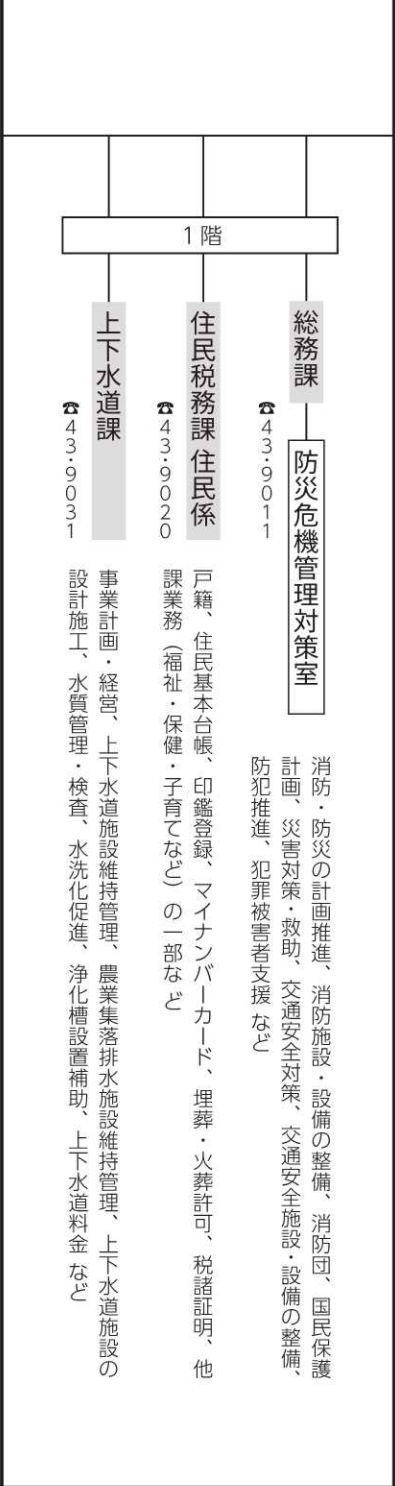 1階
総務課
防災危機管理対策室
☎43・9011
消防・防災の計画推進、消防施設・設備の整備、消防団、国民保護
計画、災害対策・救助、交通安全対策、交通安全施設・設備の整備、
防犯推進、犯罪被害者支援 など
住民税務課 住民係
☎43・9020
戸籍、住民基本台帳、印鑑登録、マイナンバーカード、埋葬・火葬許可、税諸証明、他
課業務（福祉・保健・子育てなど）の一部な ど
上下水道課
☎43・9031
事業計画・経営、上下水道施設維持管理、農業集落排水施設維持管理、上下水道施設の
設計施工、水質管理・検査、水洗化促進、浄化槽設置補助、上下水道料金 など